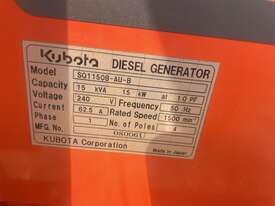 Kubota DIESEL GENERATOR
Model SQ1150B-AU-B
Capacity 15 kVA 15 kW at 1.0 PF
Voltage 240 V Frequency 50 Hz
Current 62.5 A Rated Speed 1500 min⁻¹
Phase 1 No. of Poles 4
MFG. No. DX0061
KUBOTA Corporation Made in Japan